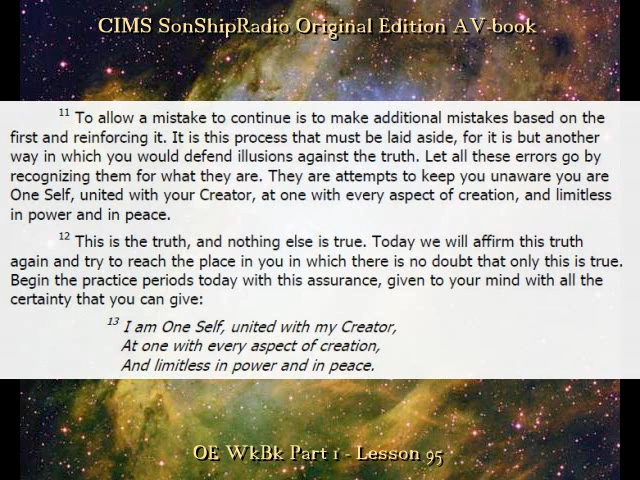 CIMS SonShipRadio Original Edition AV-book
11 To allow a mistake to continue is to make additional mistakes based on the
first and reinforcing it. It is this process that must be laid aside, for it is but another
way in which you would defend illusions against the truth. Let all these errors go by
recognizing them for what they are. They are attempts to keep you unaware you are
One Self, united with your Creator, at one with every aspect of creation, and limitless
in power and in peace.
12 This is the truth, and nothing else is true. Today we will affirm this truth
again and try to reach the place in you in which there is no doubt that only this is true.
Begin the practice periods today with this assurance, given to your mind with all the
certainty that you can give:
13 I am One Self, united with my Creator,
At one with every aspect of creation,
And limitless in power and in peace.
OE WkBk Part 1 - Lesson 95